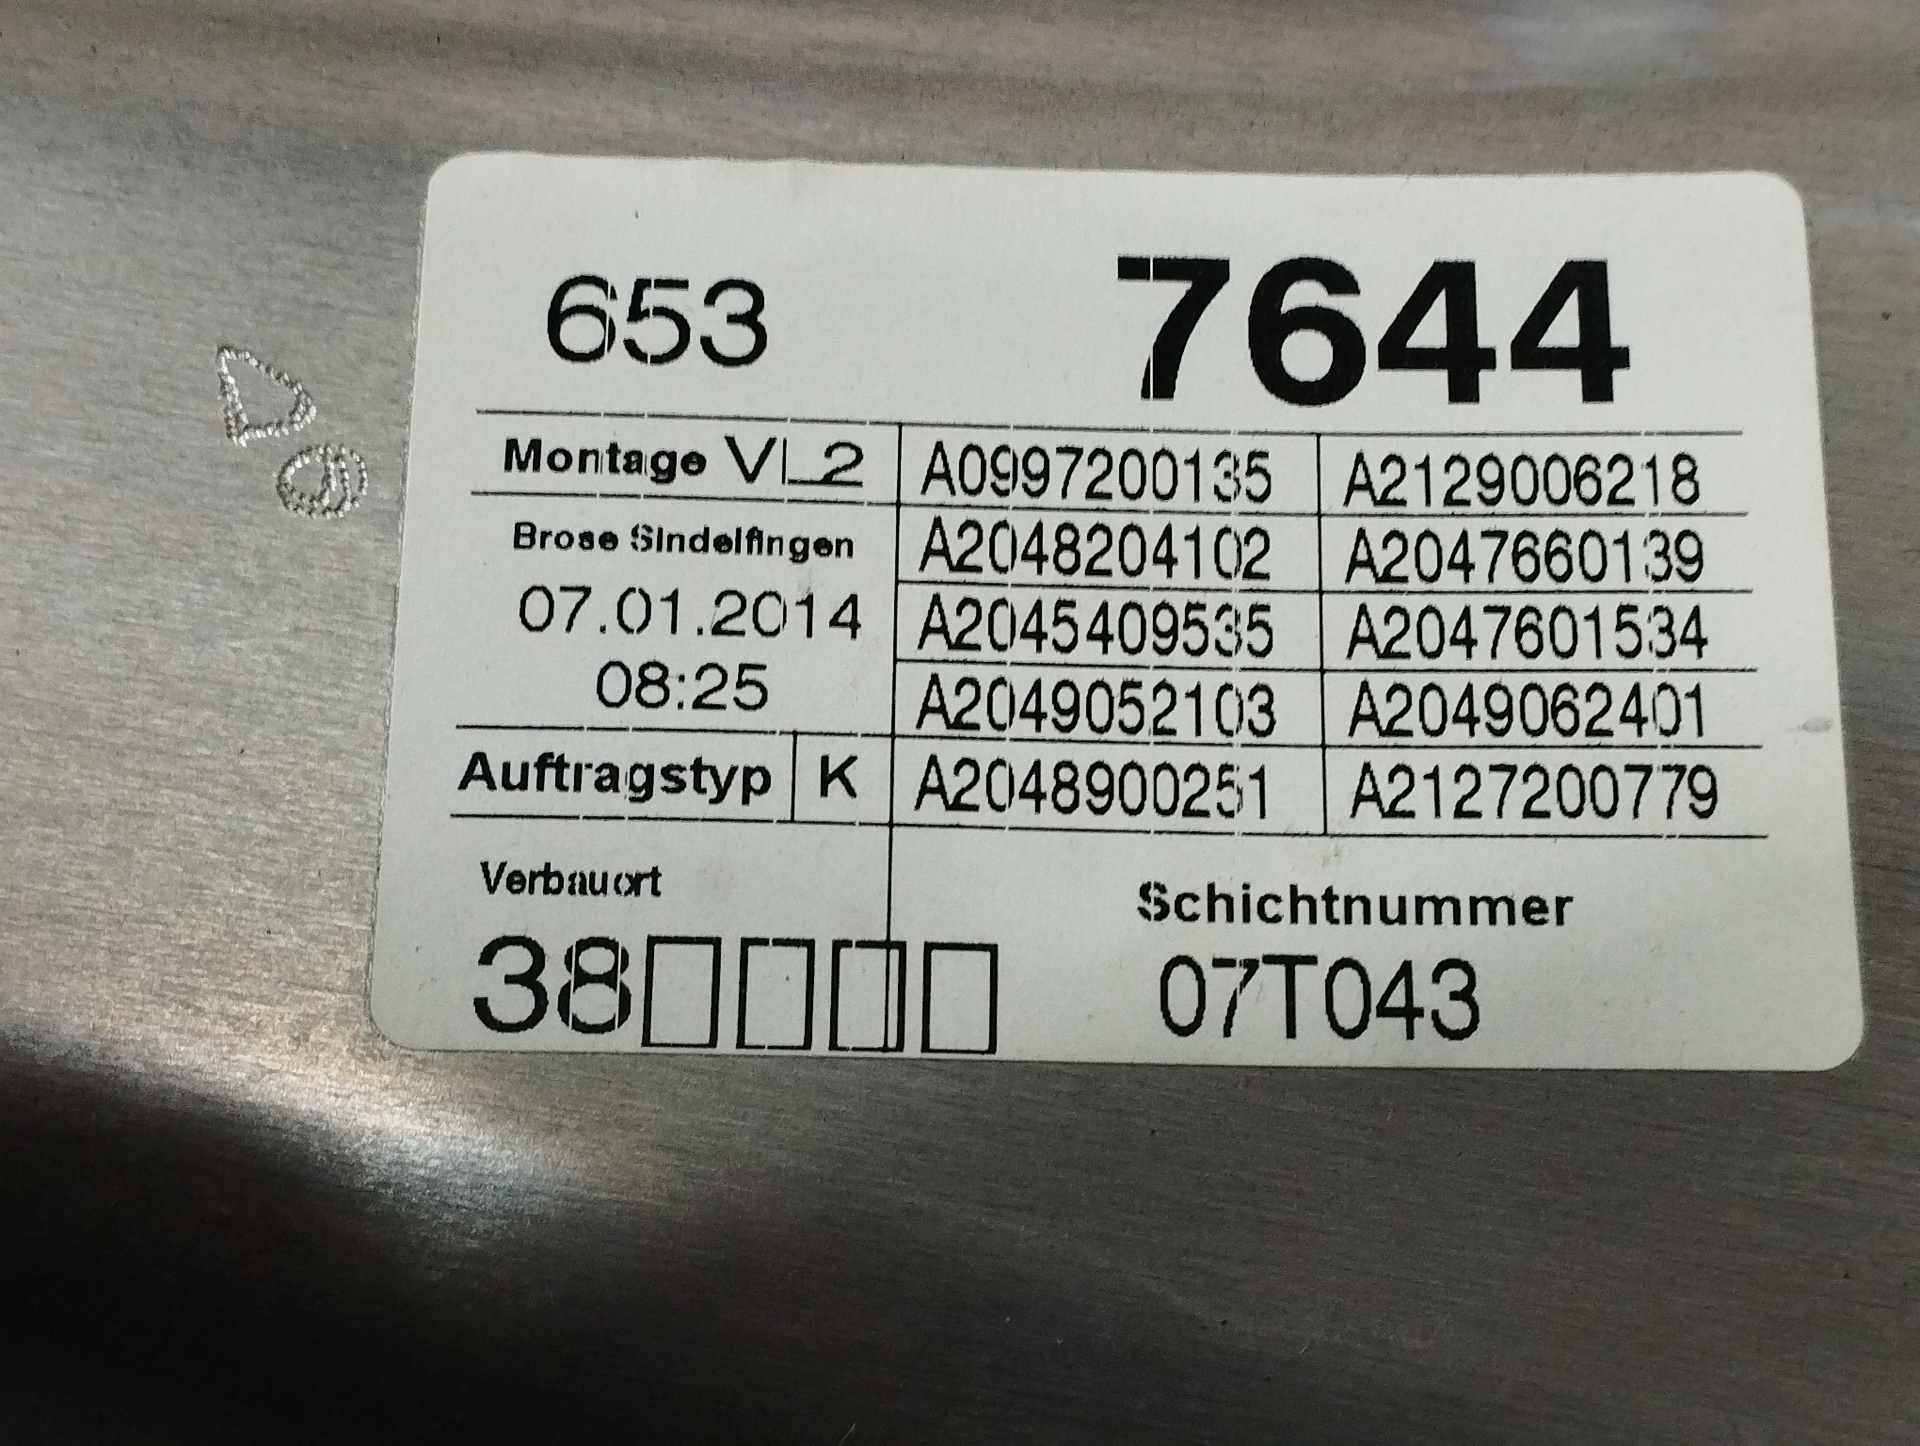 653 7644
Montage VL2 A0997200135 A2129006218
Brose Sindelfingen A2048204102 A2047660139
07.01.2014 A2045409535 A2047601534
08:25 A2049052103 A2049062401
Auftragstyp K A2048900251 A2127200779
Verbauort Schichtnummer
38□□□□ 07T043